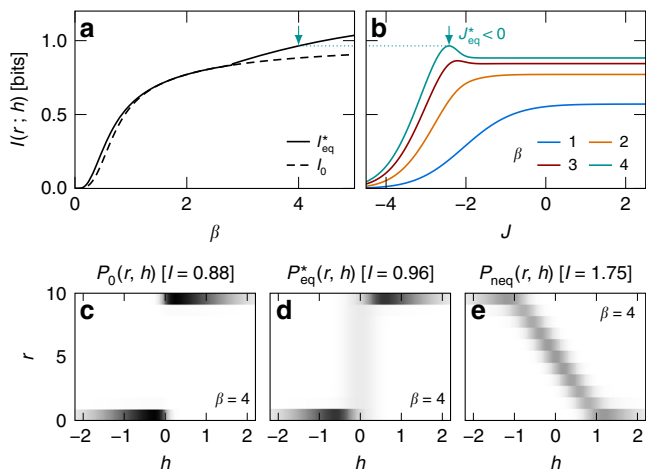 a
b
I(r ; h) [bits]
1.0
0.5
0.0
0
2
4
β
I*eq
I0
J*eq < 0
β
1
2
3
4
−4
−2
0
2
J
P0(r, h) [I = 0.88]
P*eq(r, h) [I = 0.96]
Pneq(r, h) [I = 1.75]
c
d
e
10
5
0
r
β = 4
β = 4
β = 4
−2 −1 0 1 2
−2 −1 0 1 2
−2 −1 0 1 2
h
h
h